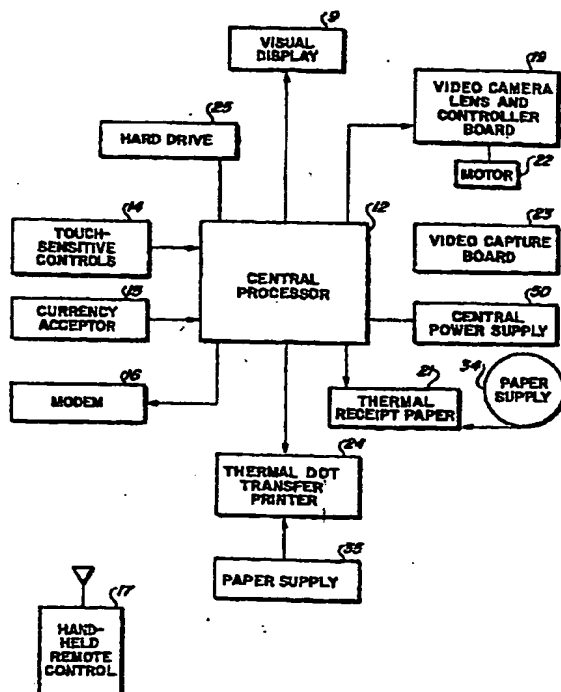 9
VISUAL
DISPLAY
19
VIDEO CAMERA
LENS AND
CONTROLLER
BOARD
25
HARD DRIVE
MOTOR
22
14
TOUCH-
SENSITIVE
CONTROLS
12
CENTRAL
PROCESSOR
23
VIDEO CAPTURE
BOARD
15
CURRENCY
ACCEPTOR
50
CENTRAL
POWER SUPPLY
16
MODEM
21
THERMAL
RECEIPT PAPER
34
PAPER
SUPPLY
24
THERMAL DOT
TRANSFER
PRINTER
35
PAPER SUPPLY
17
HAND-
HELD
REMOTE
CONTROL